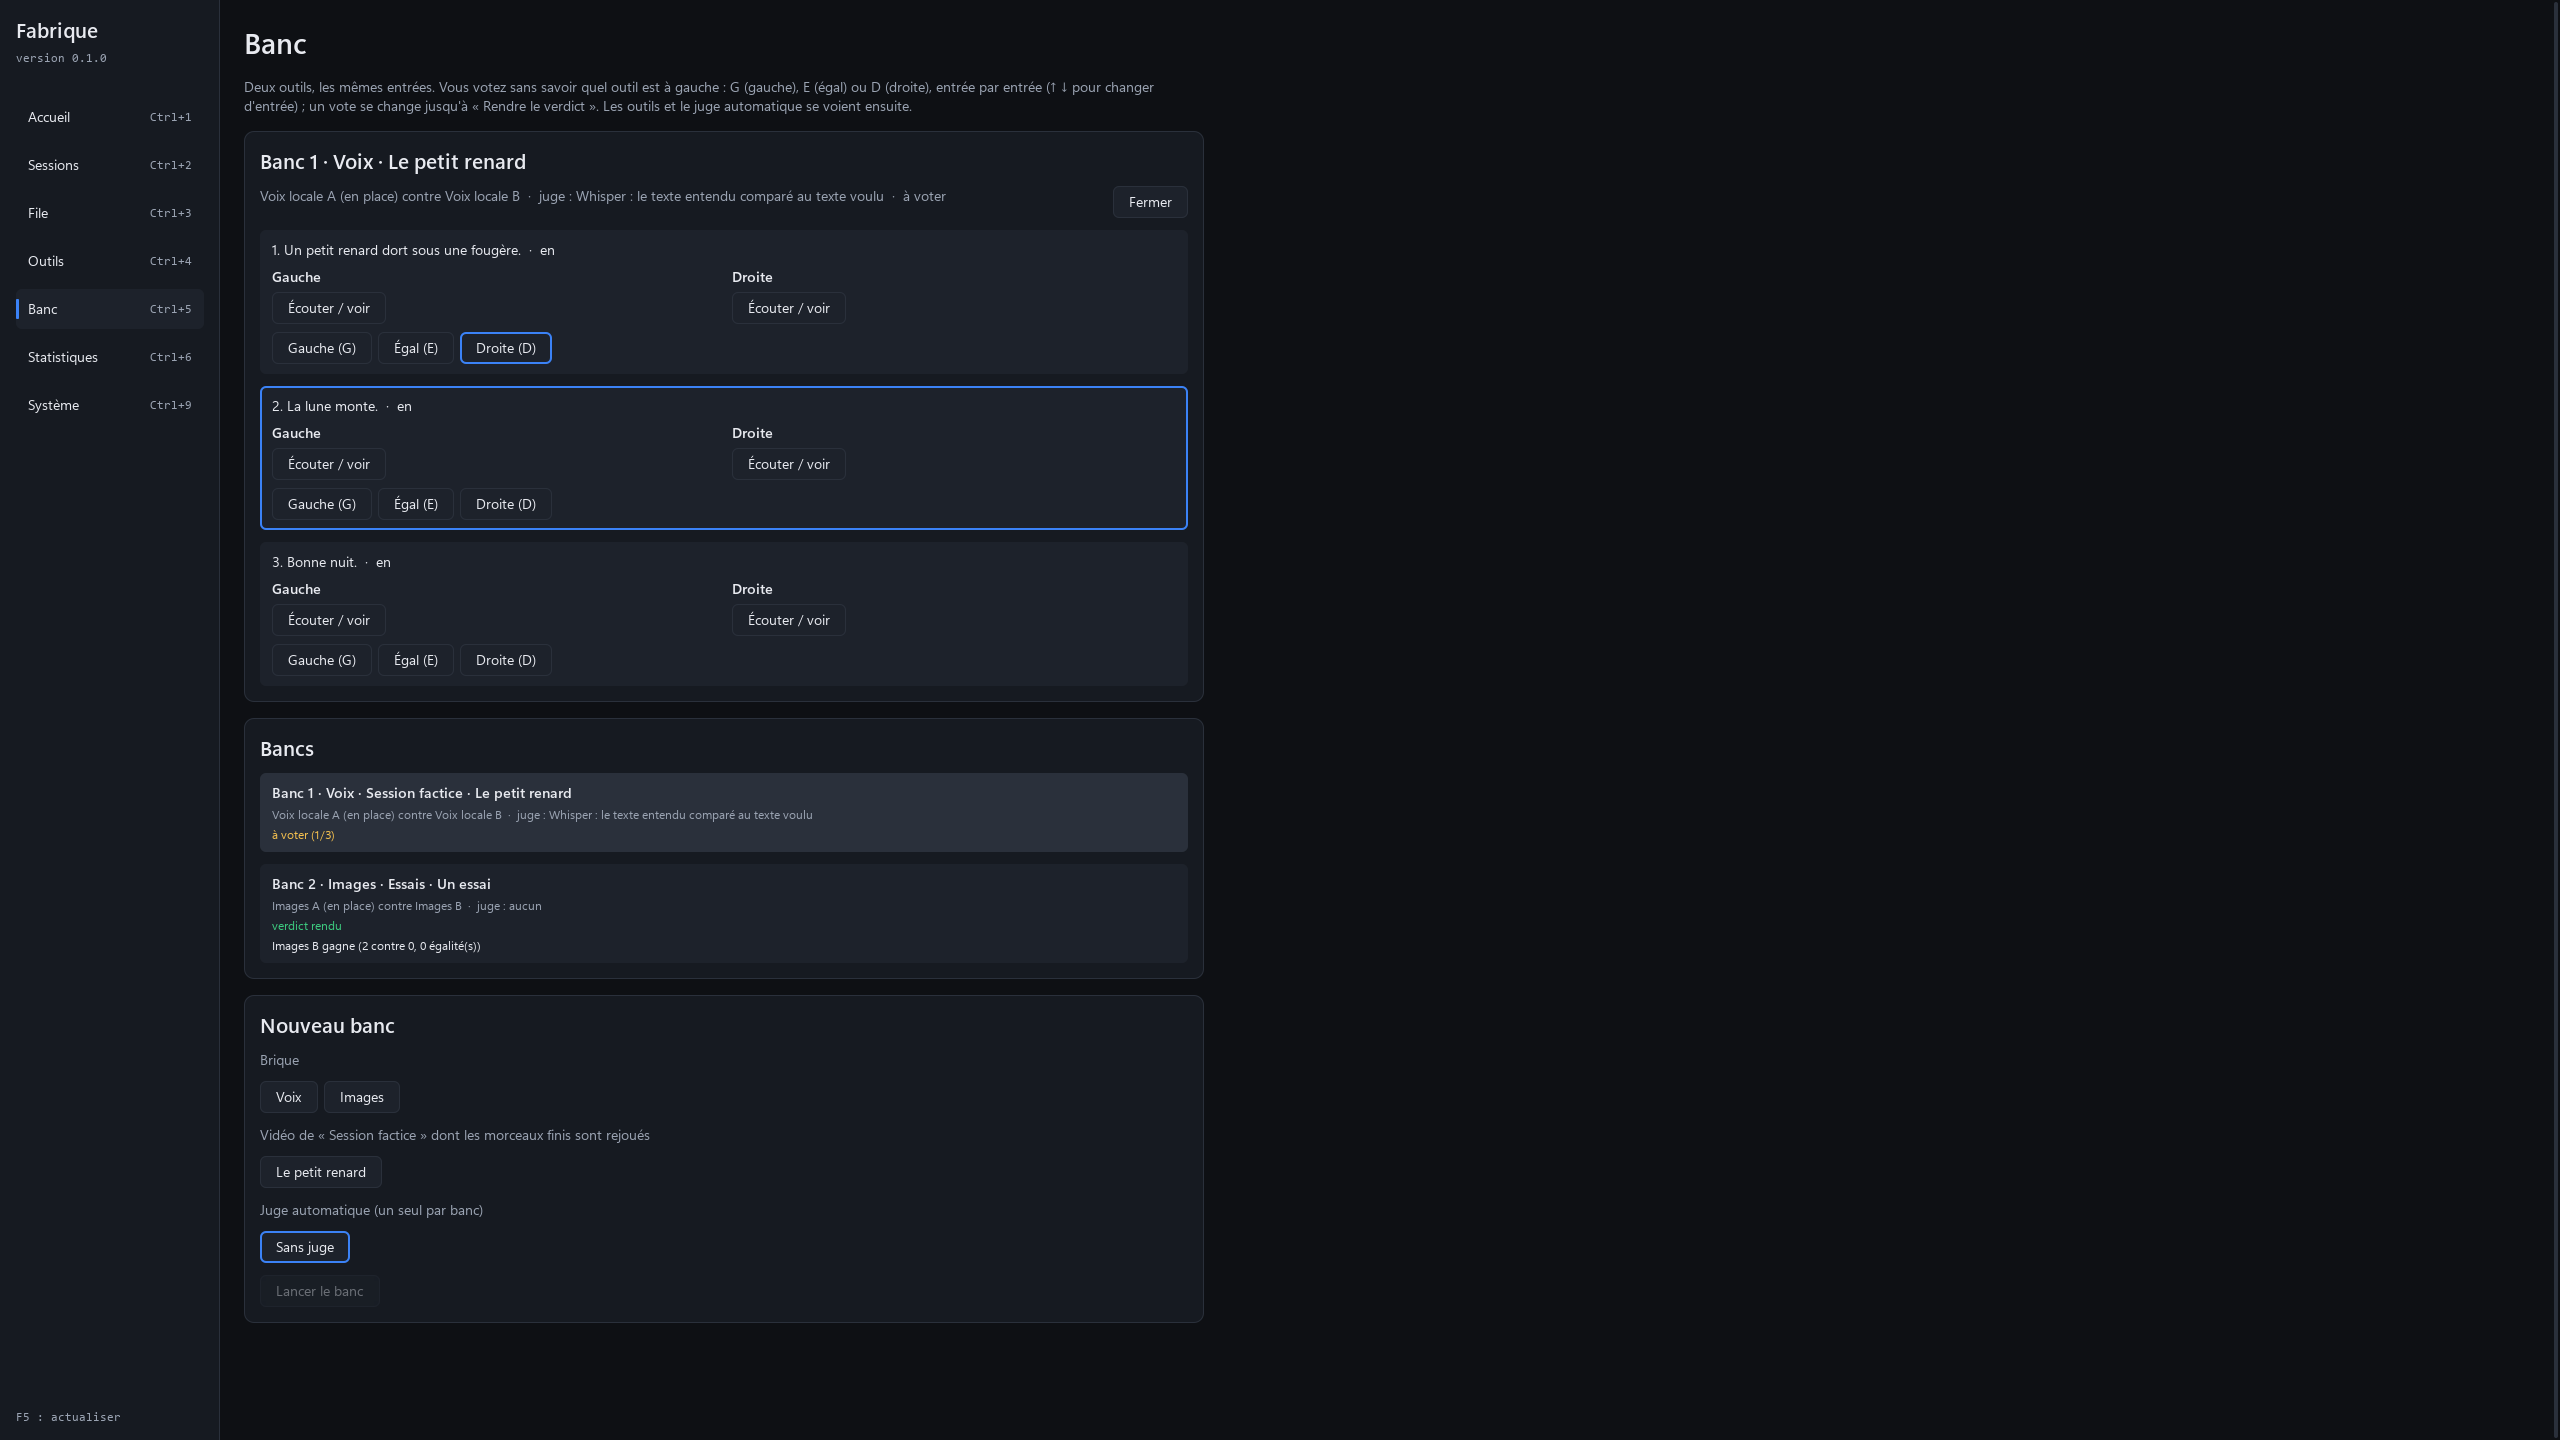 Fabrique
version 0.1.0
Accueil Ctrl+1
Sessions Ctrl+2
File Ctrl+3
Outils Ctrl+4
Banc Ctrl+5
Statistiques Ctrl+6
Système Ctrl+9
F5 : actualiser
Banc
Deux outils, les mêmes entrées. Vous votez sans savoir quel outil est à gauche : G (gauche), E (égal) ou D (droite), entrée par entrée (↑ ↓ pour changer
d'entrée) ; un vote se change jusqu'à « Rendre le verdict ». Les outils et le juge automatique se voient ensuite.
Banc 1 · Voix · Le petit renard
Voix locale A (en place) contre Voix locale B · juge : Whisper : le texte entendu comparé au texte voulu · à voter
Fermer
1. Un petit renard dort sous une fougère. · en
Gauche Droite
Écouter / voir Écouter / voir
Gauche (G) Égal (E) Droite (D)
2. La lune monte. · en
Gauche Droite
Écouter / voir Écouter / voir
Gauche (G) Égal (E) Droite (D)
3. Bonne nuit. · en
Gauche Droite
Écouter / voir Écouter / voir
Gauche (G) Égal (E) Droite (D)
Bancs
Banc 1 · Voix · Session factice · Le petit renard
Voix locale A (en place) contre Voix locale B · juge : Whisper : le texte entendu comparé au texte voulu
à voter (1/3)
Banc 2 · Images · Essais · Un essai
Images A (en place) contre Images B · juge : aucun
verdict rendu
Images B gagne (2 contre 0, 0 égalité(s))
Nouveau banc
Brique
Voix Images
Vidéo de « Session factice » dont les morceaux finis sont rejoués
Le petit renard
Juge automatique (un seul par banc)
Sans juge
Lancer le banc